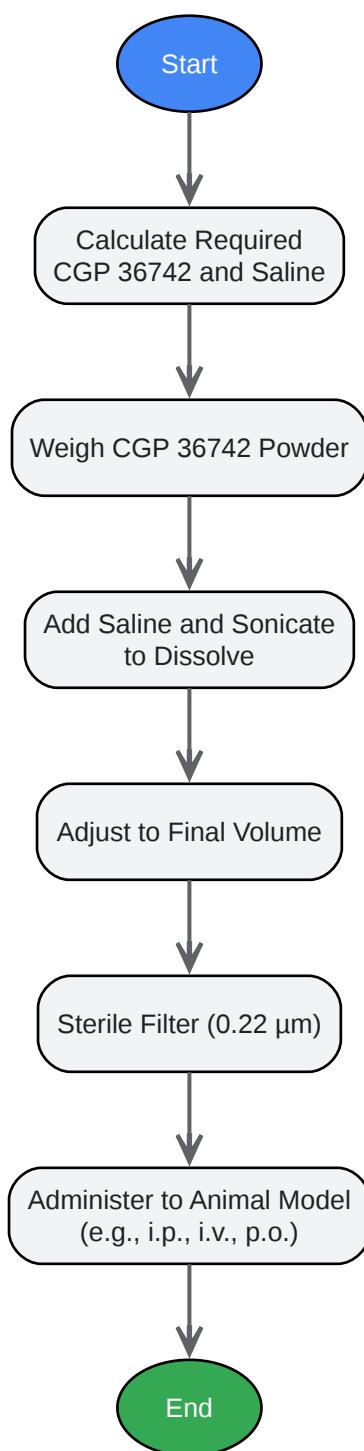 Start
Calculate Required
CGP 36742 and Saline
Weigh CGP 36742 Powder
Add Saline and Sonicate
to Dissolve
Adjust to Final Volume
Sterile Filter (0.22 µm)
Administer to Animal Model
(e.g., i.p., i.v., p.o.)
End